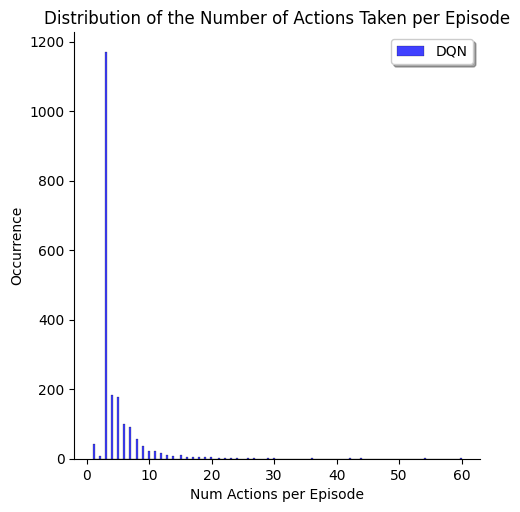 Distribution of the Number of Actions Taken per Episode
DQN
1200
1000
800
600
400
200
0
Occurrence
0 10 20 30 40 50 60
Num Actions per Episode